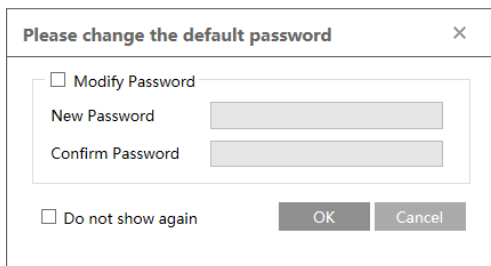 Please change the default password
Modify Password
New Password
Confirm Password
Do not show again
OK
Cancel